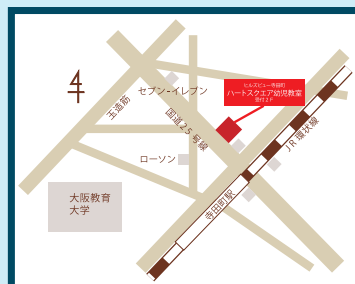 セブン-イレブン
ヒルズビュー寺田町
ハートスクエア幼児教室
受付2F
玉造筋
国道25号線
JR環状線
ローソン
寺田町駅
大阪教育
大学